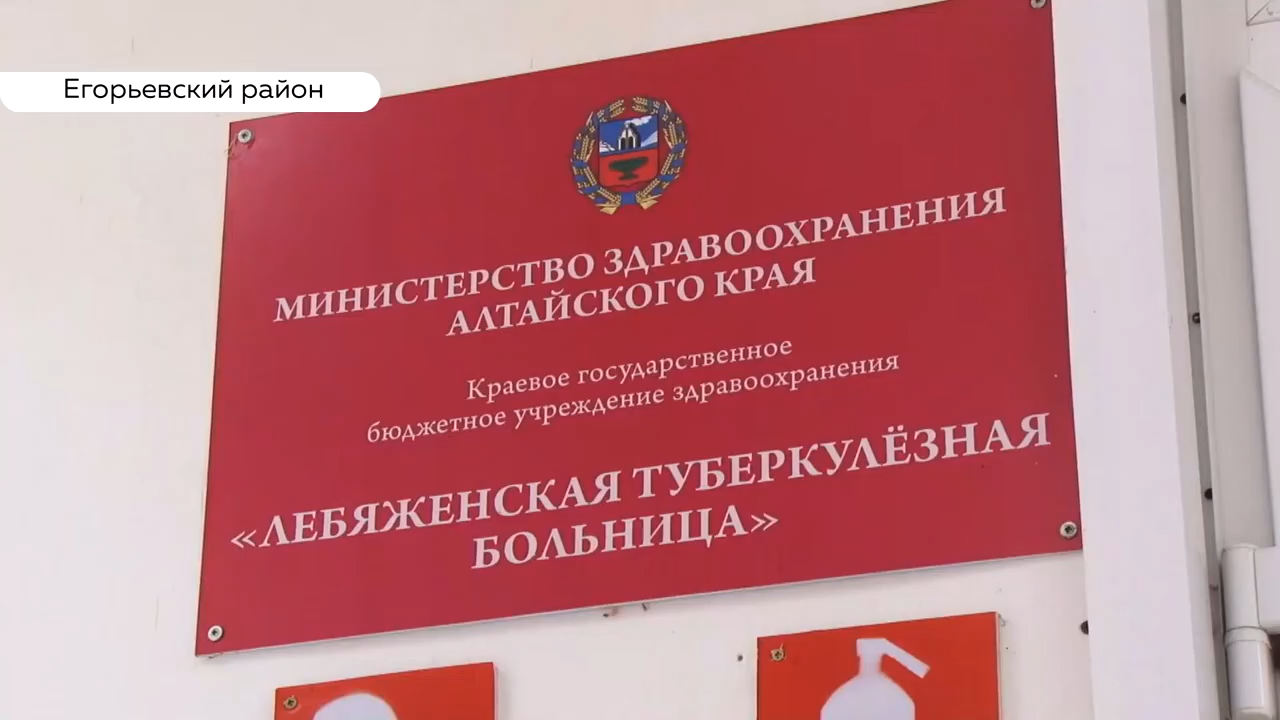 Егорьевский район
МИНИСТЕРСТВО ЗДРАВООХРАНЕНИЯ
АЛТАЙСКОГО КРАЯ
Краевое государственное
бюджетное учреждение здравоохранения
«ЛЕБЯЖЕНСКАЯ ТУБЕРКУЛЁЗНАЯ
БОЛЬНИЦА»